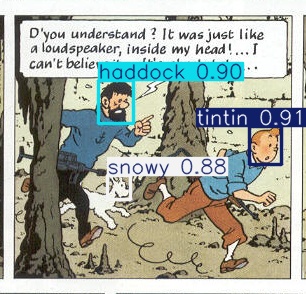 D'you understand? It was just like
a loudspeaker, inside my head!... I
can't believe
haddock 0.90
tintin 0.91
snowy 0.88